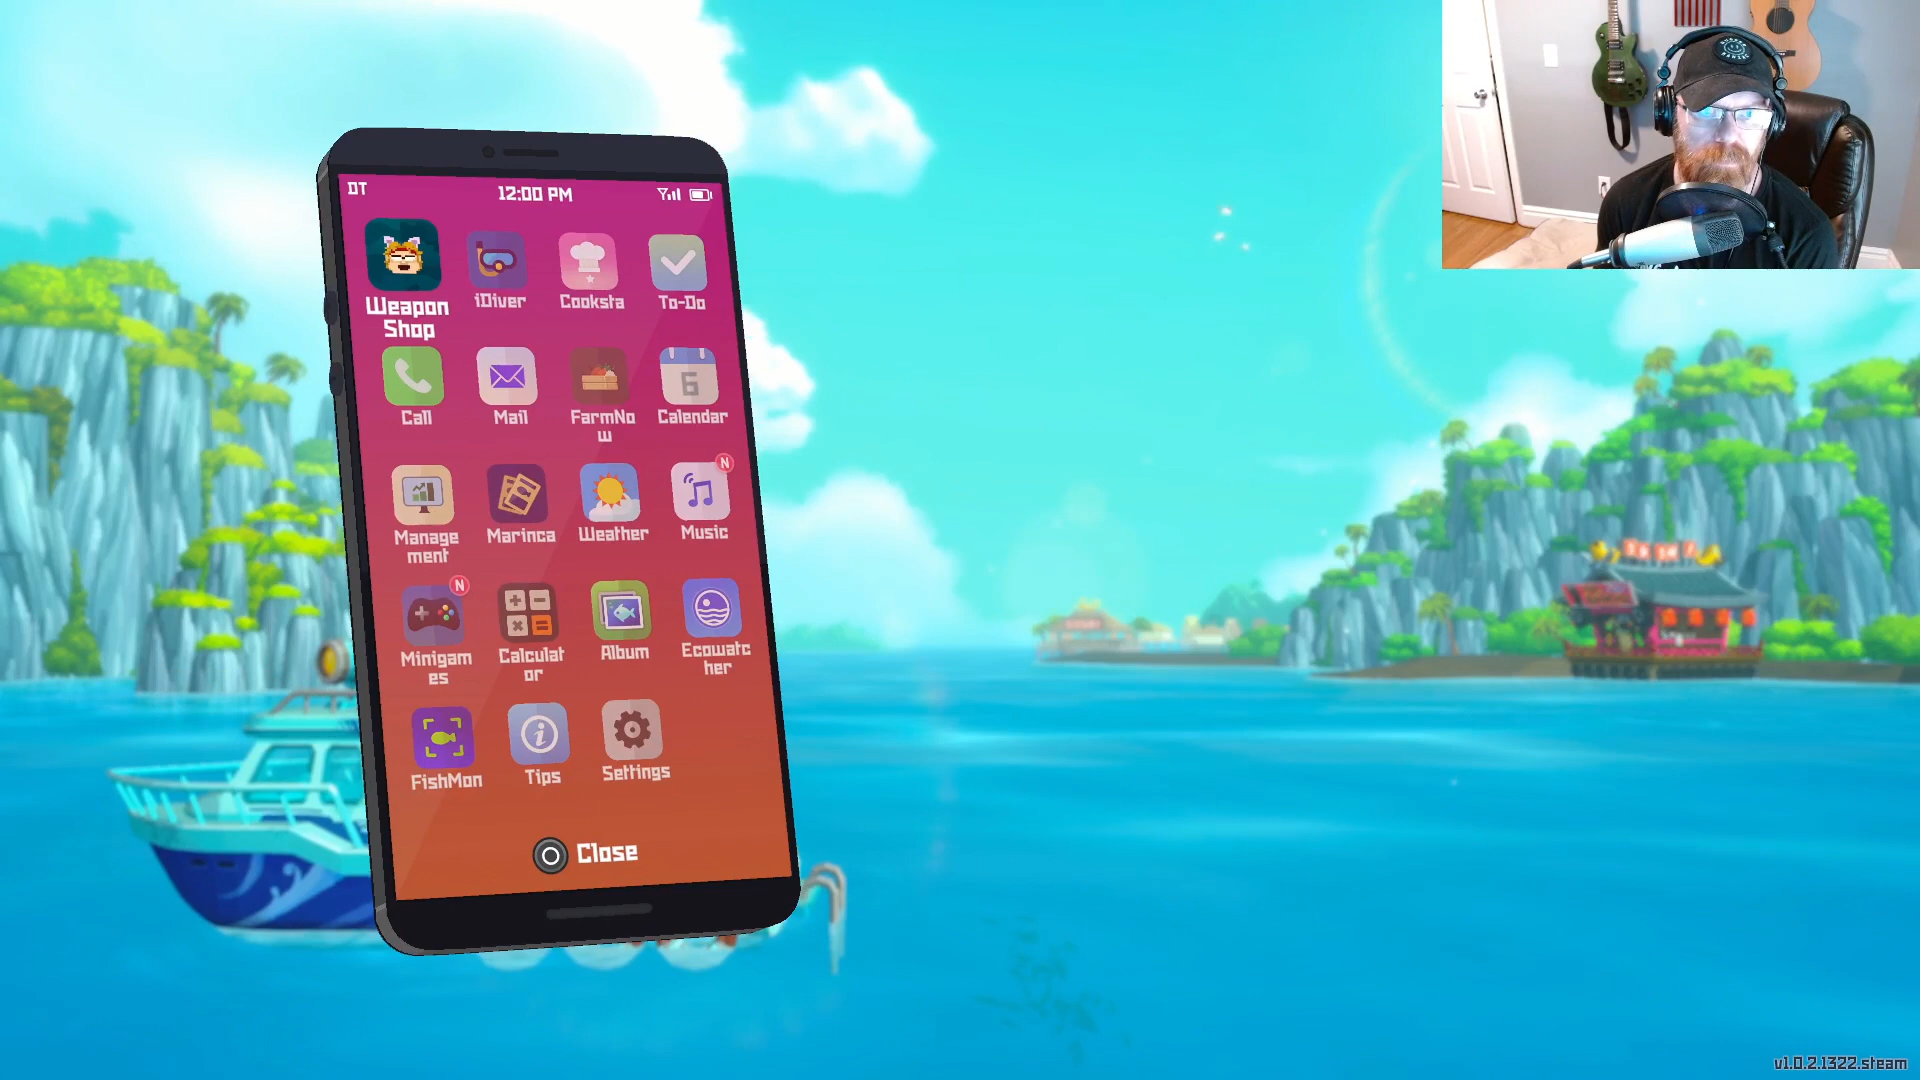 DT
12:00 PM
Weapon
Shop
iDiver
Cooksta
To-Do
Call
Mail
FarmNo
w
6
Calendar
Manage
ment
Marinca
Weather
N
Music
N
Minigam
es
Calculat
or
Album
Ecowatc
her
FishMon
Tips
Settings
Close
v1.0.2.1322.steam